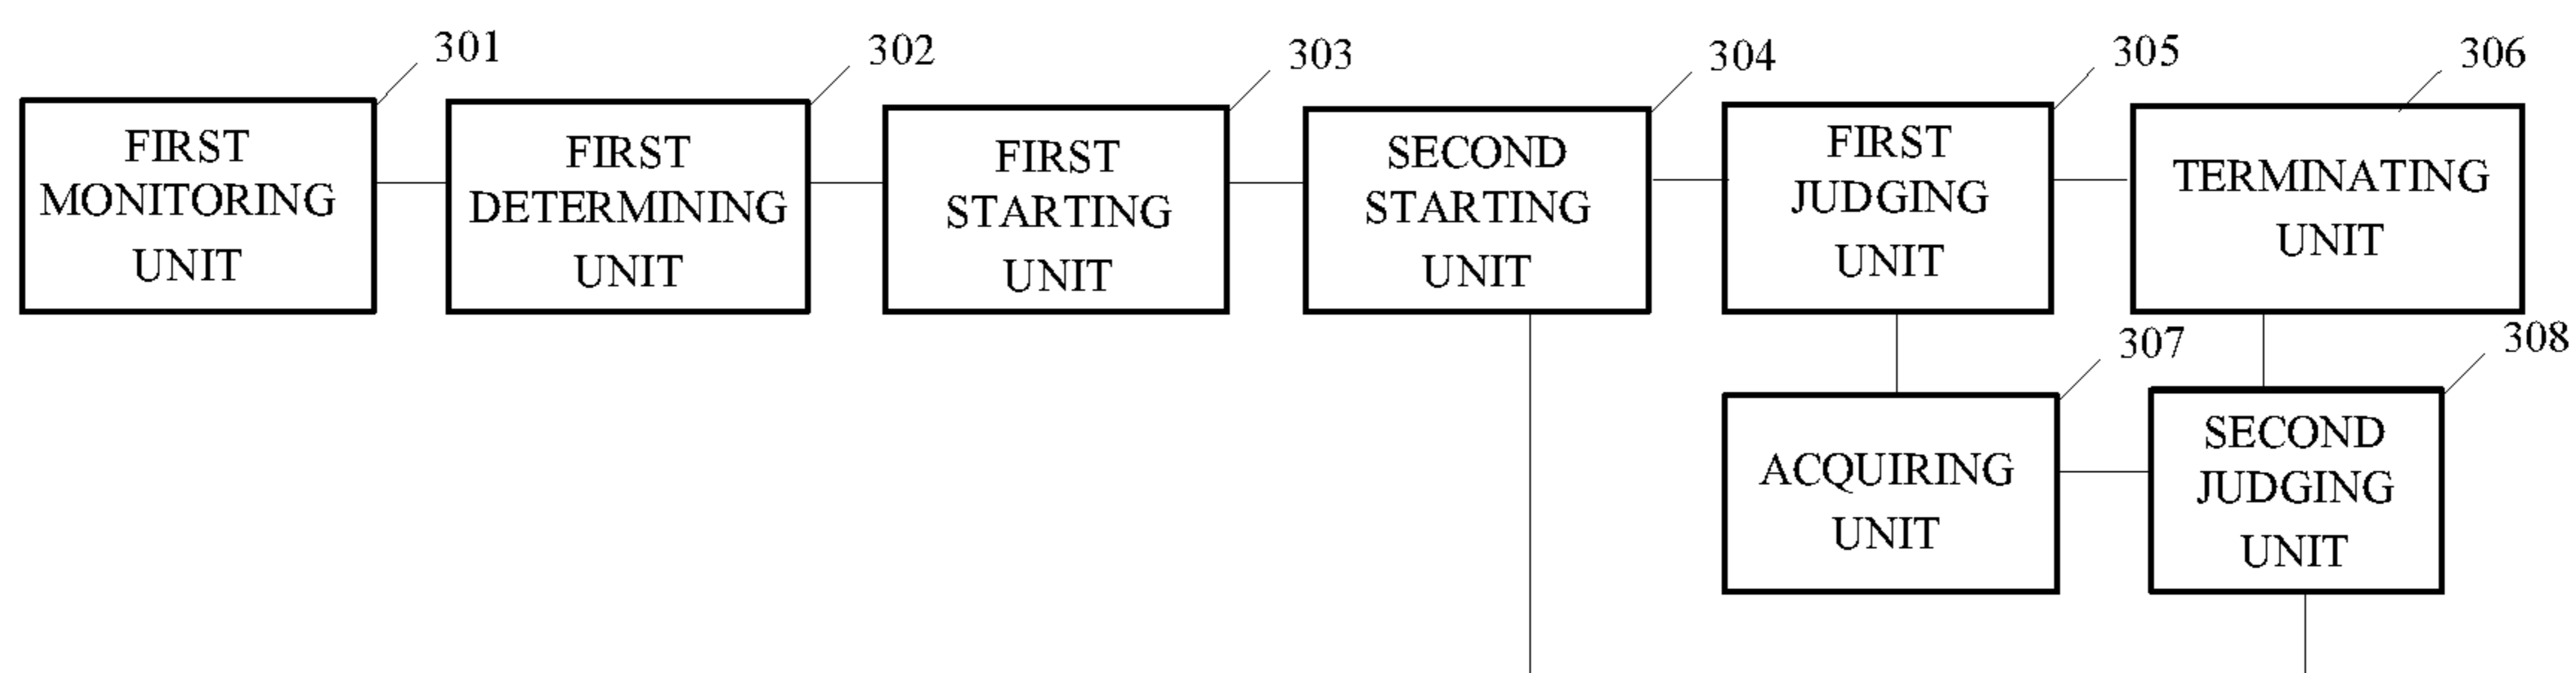 301
FIRST
MONITORING
UNIT
302
FIRST
DETERMINING
UNIT
303
FIRST
STARTING
UNIT
304
SECOND
STARTING
UNIT
305
FIRST
JUDGING
UNIT
306
TERMINATING
UNIT
307
ACQUIRING
UNIT
308
SECOND
JUDGING
UNIT